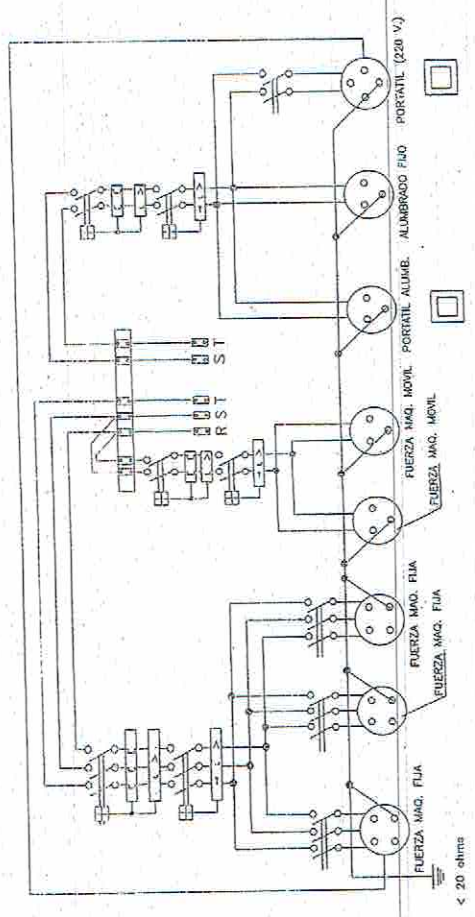 R S T
S T
FUERZA MAQ. FIJA
FUERZA MAQ. FIJA
FUERZA MAQ. FIJA
FUERZA MAQ. MOVIL
FUERZA MAQ. MOVIL
PORTATIL ALUMB.
ALUMBRADO FIJO
PORTATIL (220 V.)
< 20 ohms